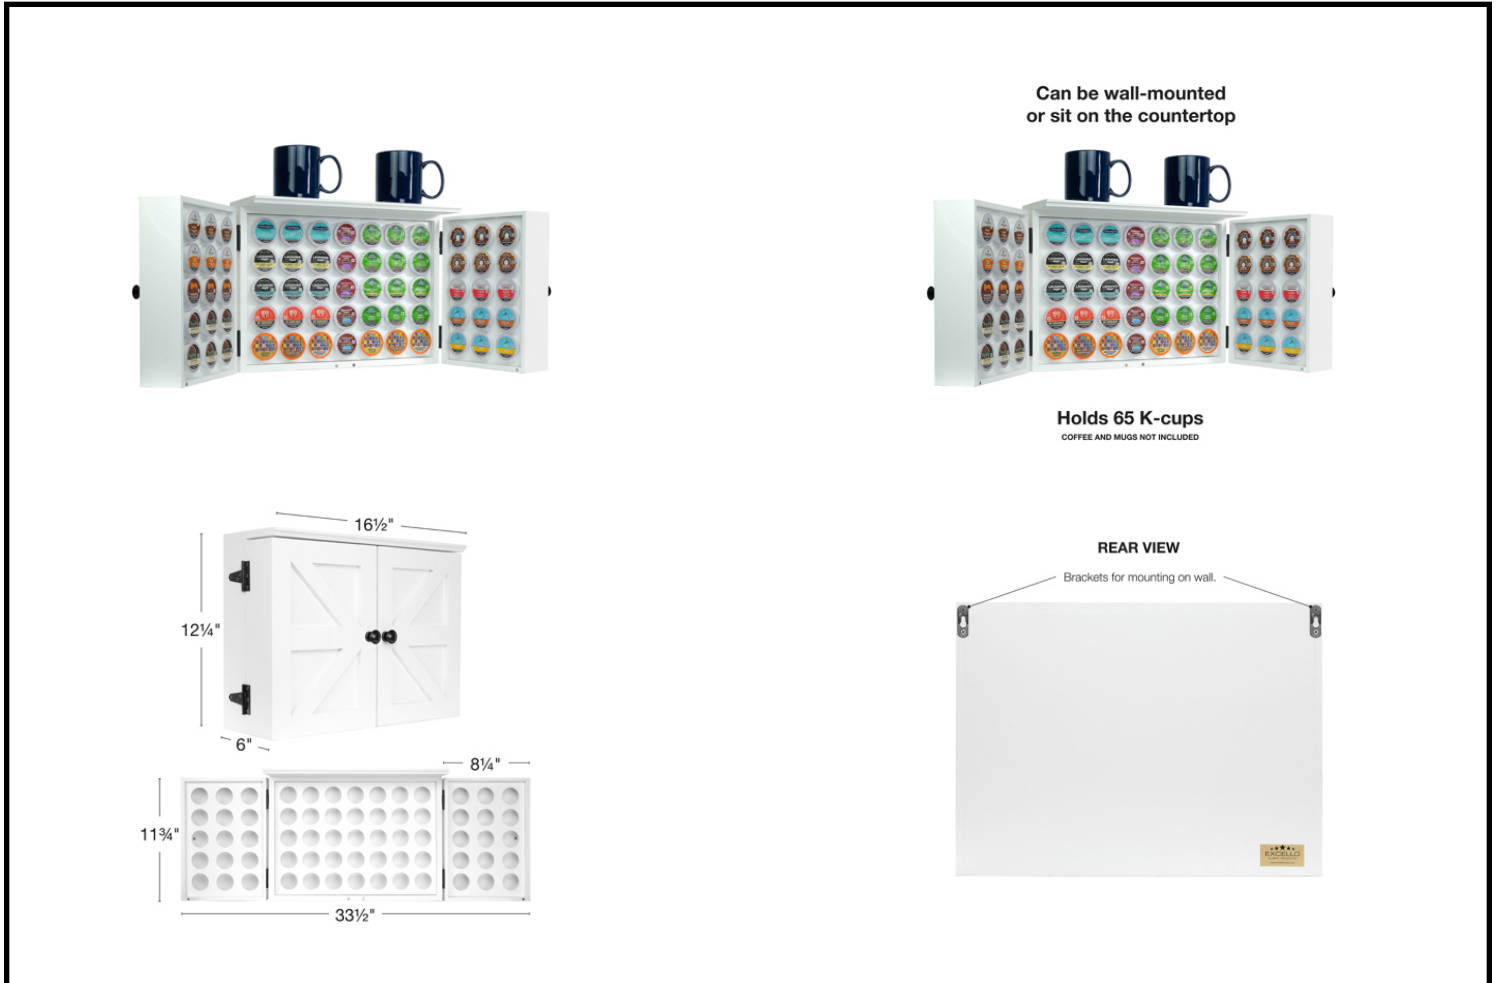 Can be wall-mounted
or sit on the countertop
Holds 65 K-cups
COFFEE AND MUGS NOT INCLUDED
16½"
12¼"
6"
8¼"
11¾"
33½"
REAR VIEW
Brackets for mounting on wall.
EXCELLO